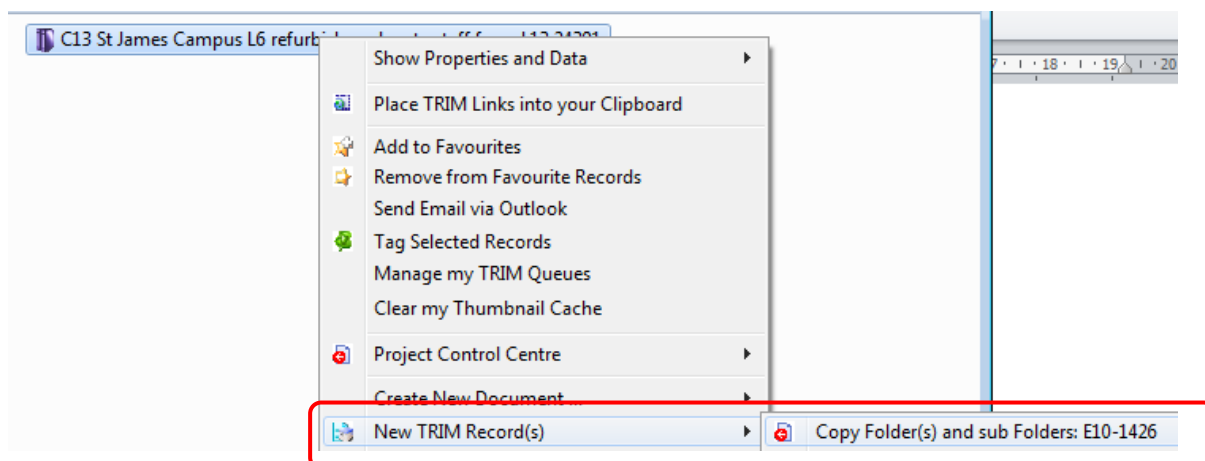 C13 St James Campus L6 refurb
Show Properties and Data
7 · 18 · 19 · 20
Place TRIM Links into your Clipboard
Add to Favourites
Remove from Favourite Records
Send Email via Outlook
Tag Selected Records
Manage my TRIM Queues
Clear my Thumbnail Cache
Project Control Centre
Create New Document ...
New TRIM Record(s)
Copy Folder(s) and sub Folders: E10-1426